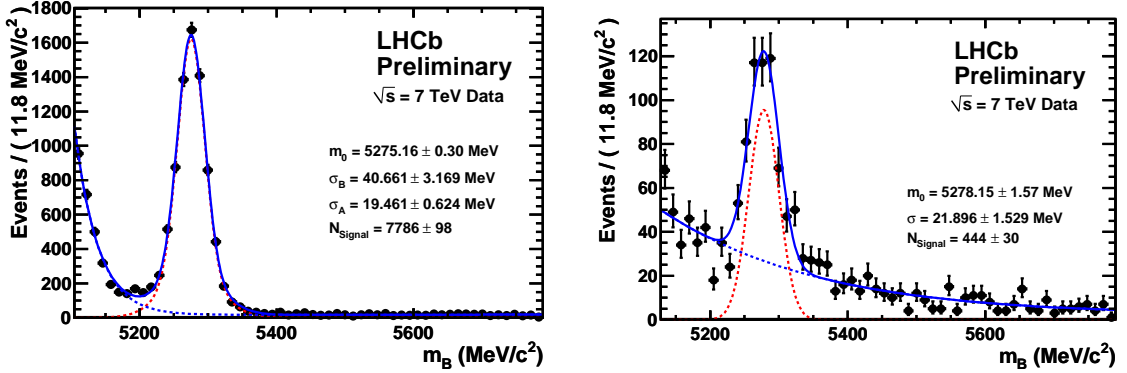 Events / ( 11.8 MeV/c² )
1800
1600
1400
1200
1000
800
600
400
200
0
LHCb
Preliminary
√s = 7 TeV Data
m₀ = 5275.16 ± 0.30 MeV
σ_B = 40.661 ± 3.169 MeV
σ_A = 19.461 ± 0.624 MeV
N_Signal = 7786 ± 98
5200 5400 5600
m_B (MeV/c²)
Events / ( 11.8 MeV/c² )
120
100
80
60
40
20
0
LHCb
Preliminary
√s = 7 TeV Data
m₀ = 5278.15 ± 1.57 MeV
σ = 21.896 ± 1.529 MeV
N_Signal = 444 ± 30
5200 5400 5600
m_B (MeV/c²)